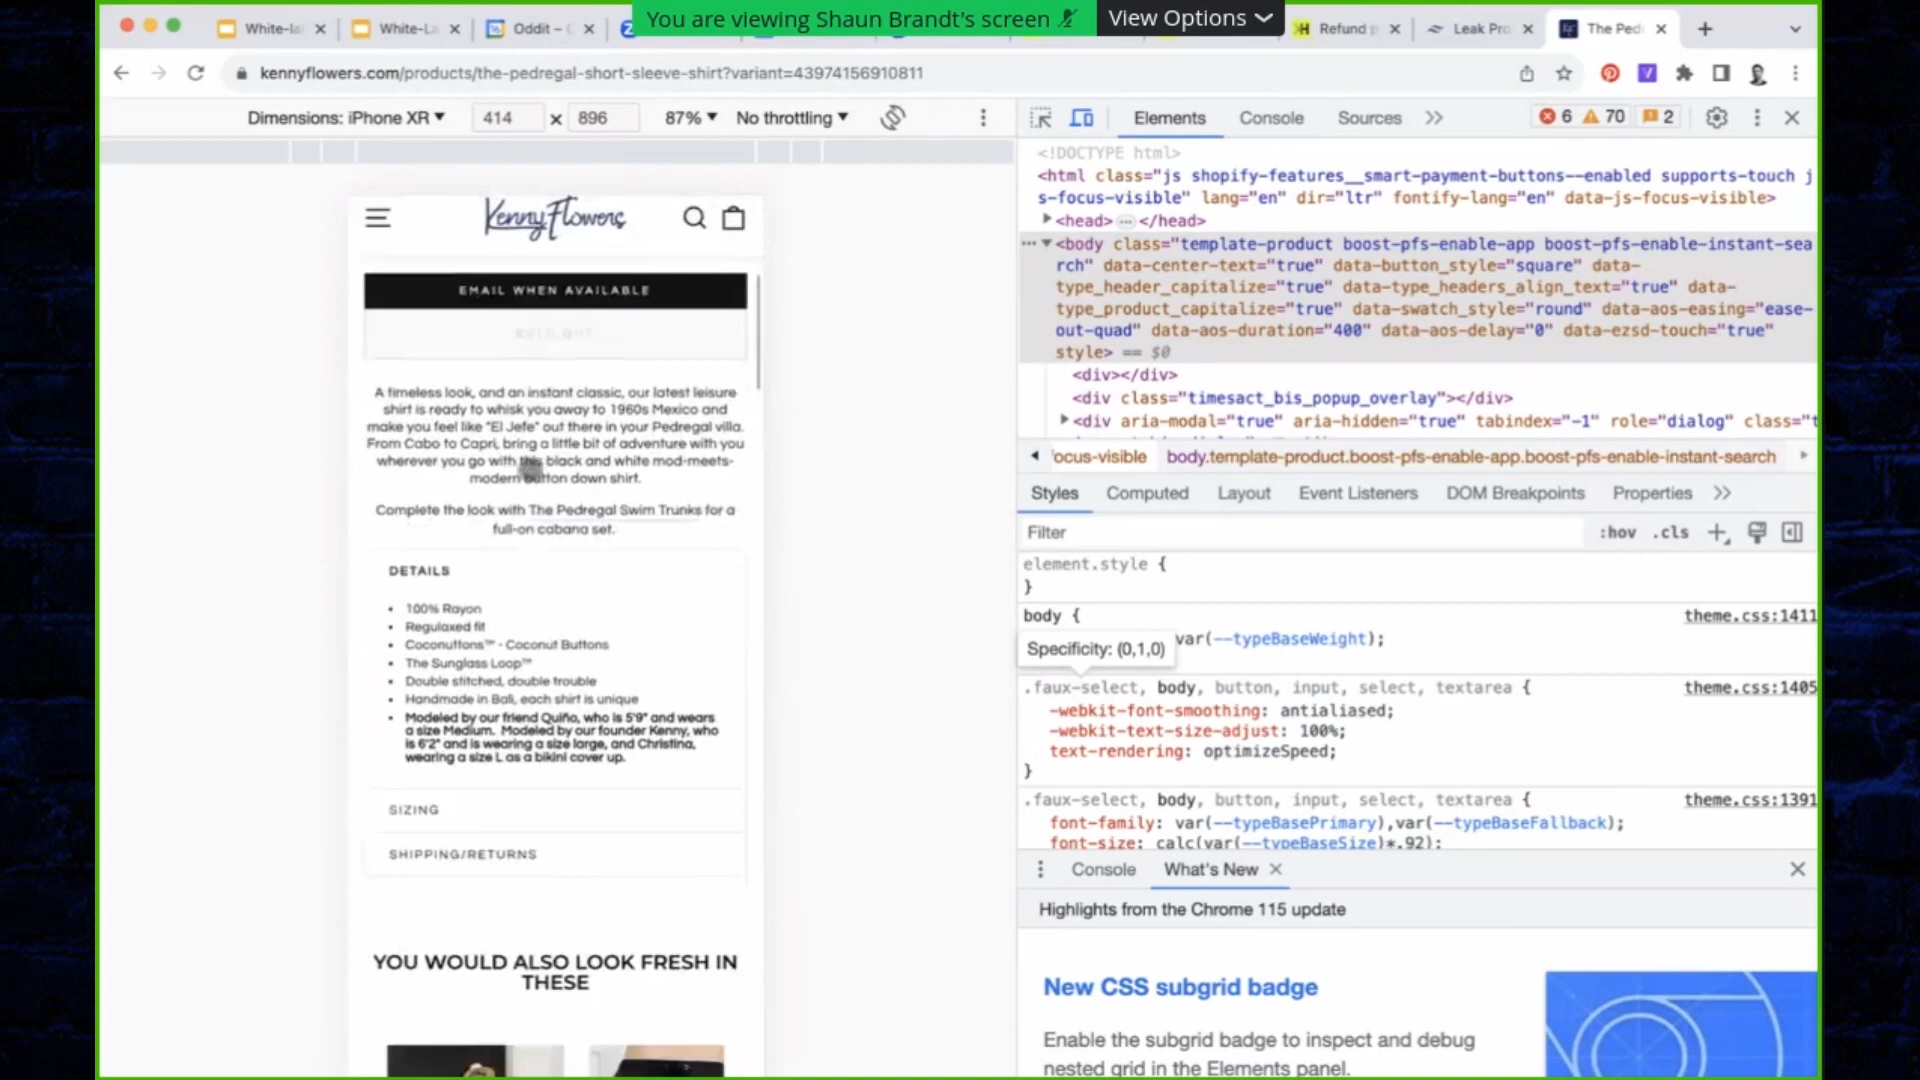 White-la
White-La
Oddit – C
You are viewing Shaun Brandt's screen
View Options
Refund p
Leak Pro
The Ped
kennyflowers.com/products/the-pedregal-short-sleeve-shirt?variant=43974156910811
Dimensions: iPhone XR
414 × 896
87%
No throttling
Elements
Console
Sources
6
70
2
Kenny Flowers
EMAIL WHEN AVAILABLE
A timeless look, and an instant classic, our latest leisure
shirt is ready to whisk you away to 1960s Mexico and
make you feel like "El Jefe" out there in your Pedregal villa.
From Cabo to Capri, bring a little bit of adventure with you
wherever you go with this black and white mod-meets-
modern button down shirt.
Complete the look with The Pedregal Swim Trunks for a
full-on cabana set.
DETAILS
• 100% Rayon
• Regulaxed fit
• Coconuttons™ - Coconut Buttons
• The Sunglass Loop™
• Double stitched, double trouble
• Handmade in Bali, each shirt is unique
• Modeled by our friend Quiño, who is 5'9" and wears
a size Medium. Modeled by our founder Kenny, who
is 6'2" and is wearing a size large, and Christina,
wearing a size L as a bikini cover up.
SIZING
SHIPPING/RETURNS
YOU WOULD ALSO LOOK FRESH IN
THESE
<!DOCTYPE html>
<html class="js shopify-features__smart-payment-buttons--enabled supports-touch j
s-focus-visible" lang="en" dir="ltr" fontify-lang="en" data-js-focus-visible>
<head> … </head>
<body class="template-product boost-pfs-enable-app boost-pfs-enable-instant-sea
rch" data-center-text="true" data-button_style="square" data-
type_header_capitalize="true" data-type_headers_align_text="true" data-
type_product_capitalize="true" data-swatch_style="round" data-aos-easing="ease-
out-quad" data-aos-duration="400" data-aos-delay="0" data-ezsd-touch="true"
style> == $0
<div></div>
<div class="timesact_bis_popup_overlay"></div>
<div aria-modal="true" aria-hidden="true" tabindex="-1" role="dialog" class="t
ocus-visible body.template-product.boost-pfs-enable-app.boost-pfs-enable-instant-search
Styles
Computed
Layout
Event Listeners
DOM Breakpoints
Properties
Filter
:hov .cls
element.style {
}
body { theme.css:1411
var(--typeBaseWeight);
Specificity: (0,1,0)
.faux-select, body, button, input, select, textarea { theme.css:1405
-webkit-font-smoothing: antialiased;
-webkit-text-size-adjust: 100%;
text-rendering: optimizeSpeed;
}
.faux-select, body, button, input, select, textarea { theme.css:1391
font-family: var(--typeBasePrimary),var(--typeBaseFallback);
font-size: calc(var(--typeBaseSize)*.92);
Console
What's New
Highlights from the Chrome 115 update
New CSS subgrid badge
Enable the subgrid badge to inspect and debug
nested grid in the Elements panel.